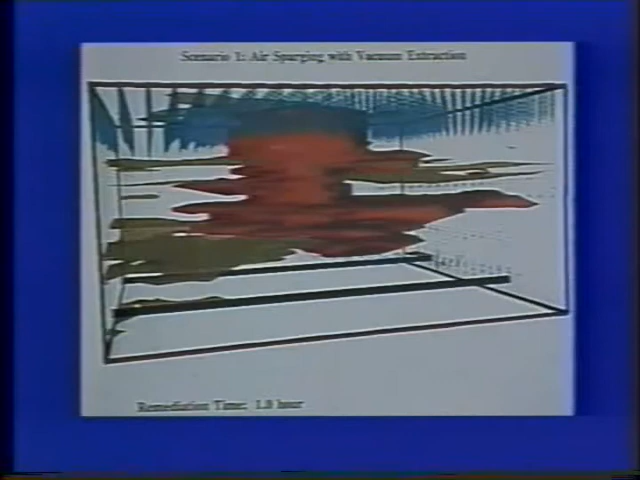 Scenario 1: Air Sparging with Vacuum Extraction
Remediation Time: 1.0 hour